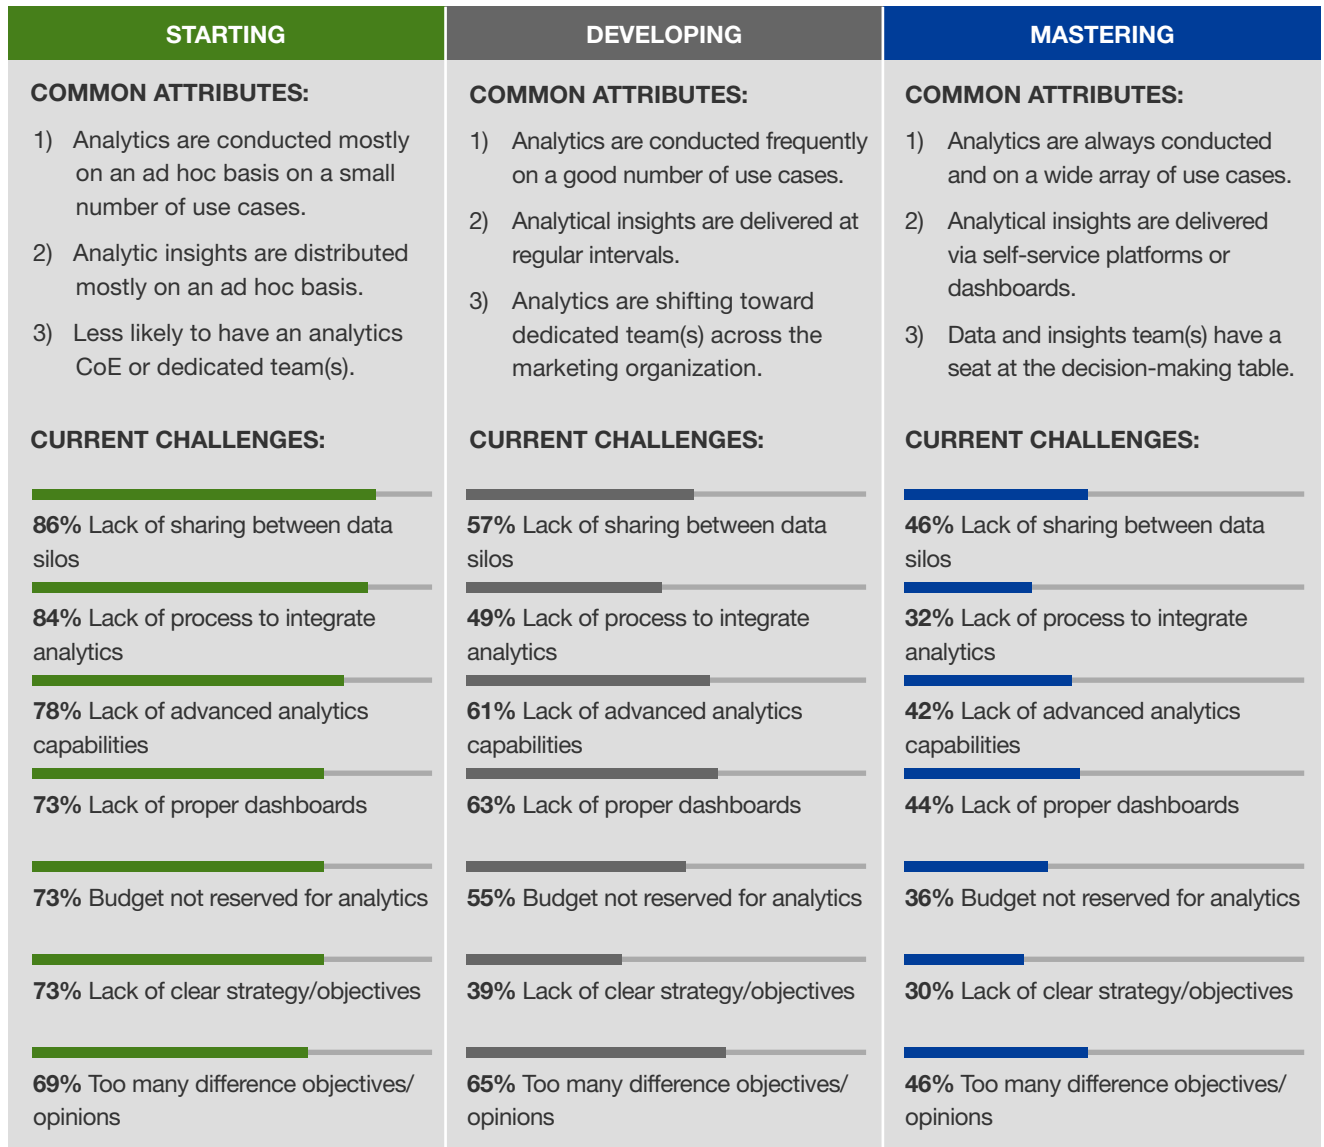 STARTING
COMMON ATTRIBUTES:
1) Analytics are conducted mostly
on an ad hoc basis on a small
number of use cases.
2) Analytic insights are distributed
mostly on an ad hoc basis.
3) Less likely to have an analytics
CoE or dedicated team(s).
CURRENT CHALLENGES:
86% Lack of sharing between data
silos
84% Lack of process to integrate
analytics
78% Lack of advanced analytics
capabilities
73% Lack of proper dashboards
73% Budget not reserved for analytics
73% Lack of clear strategy/objectives
69% Too many difference objectives/
opinions
DEVELOPING
COMMON ATTRIBUTES:
1) Analytics are conducted frequently
on a good number of use cases.
2) Analytical insights are delivered at
regular intervals.
3) Analytics are shifting toward
dedicated team(s) across the
marketing organization.
CURRENT CHALLENGES:
57% Lack of sharing between data
silos
49% Lack of process to integrate
analytics
61% Lack of advanced analytics
capabilities
63% Lack of proper dashboards
55% Budget not reserved for analytics
39% Lack of clear strategy/objectives
65% Too many difference objectives/
opinions
MASTERING
COMMON ATTRIBUTES:
1) Analytics are always conducted
and on a wide array of use cases.
2) Analytical insights are delivered
via self-service platforms or
dashboards.
3) Data and insights team(s) have a
seat at the decision-making table.
CURRENT CHALLENGES:
46% Lack of sharing between data
silos
32% Lack of process to integrate
analytics
42% Lack of advanced analytics
capabilities
44% Lack of proper dashboards
36% Budget not reserved for analytics
30% Lack of clear strategy/objectives
46% Too many difference objectives/
opinions